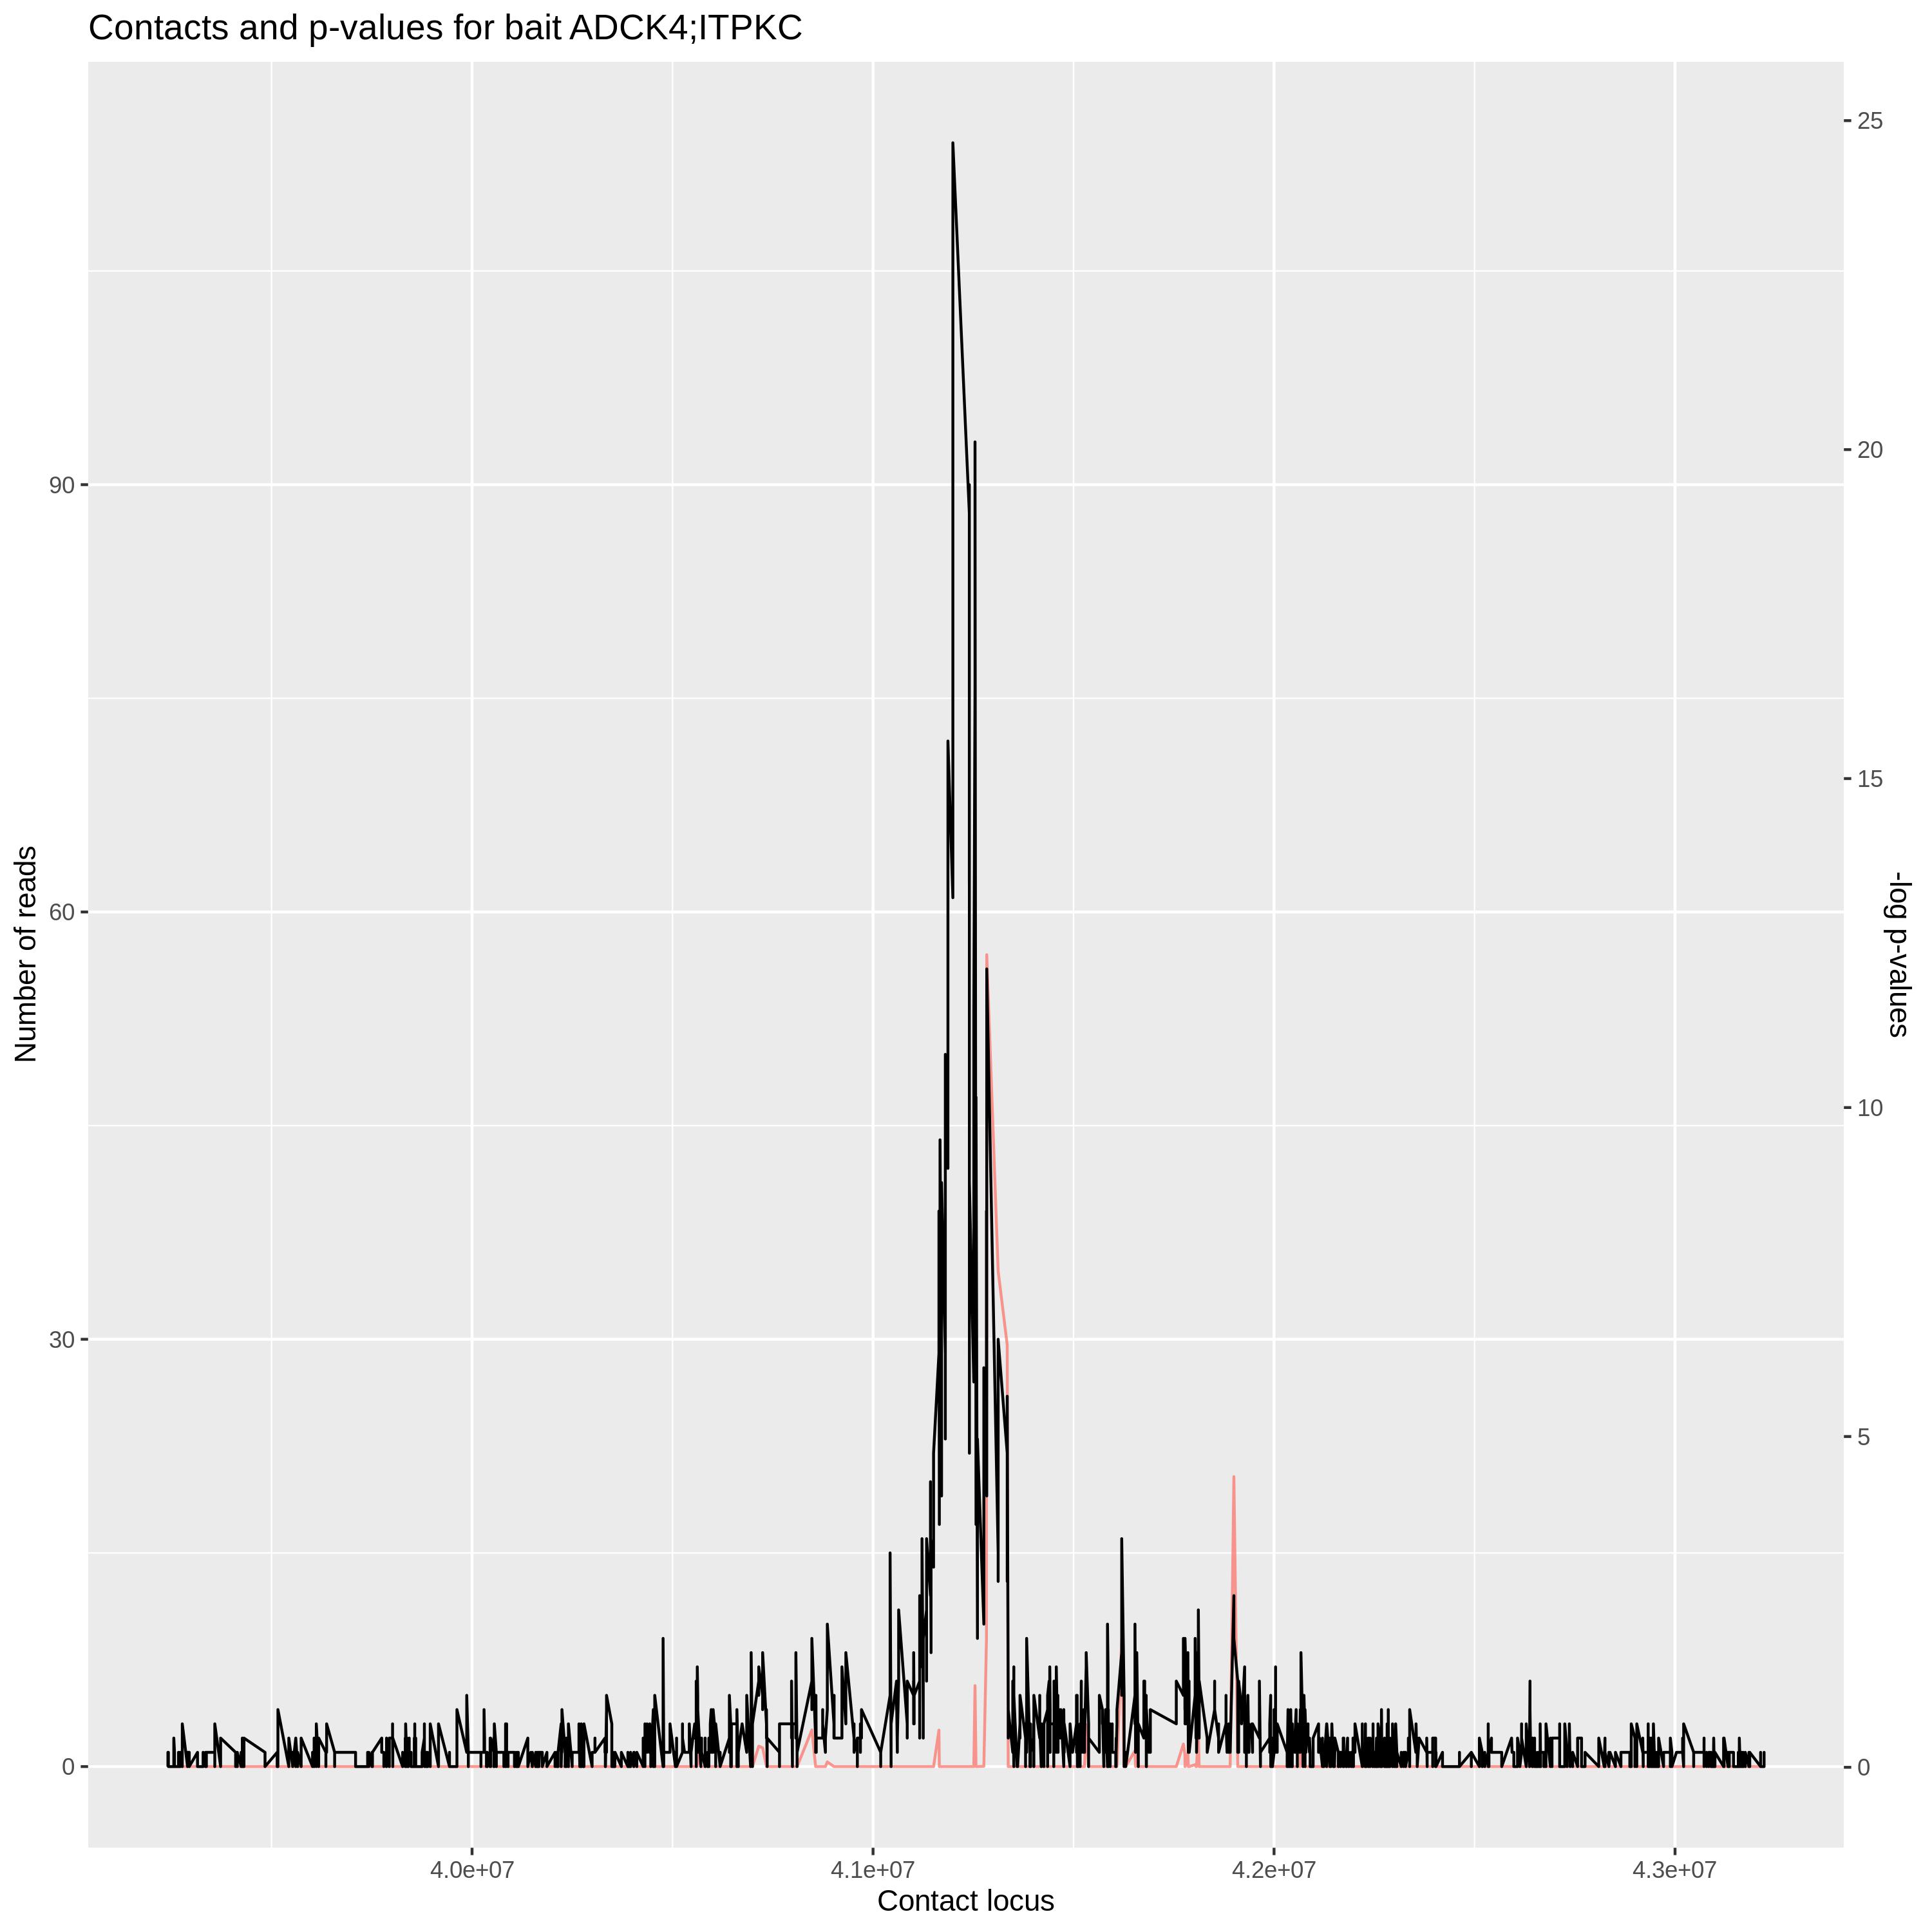 Contacts and p-values for bait ADCK4;ITPKC
Number of reads
90
60
30
0
25
20
15
10
5
0
-log p-values
4.0e+07
4.1e+07
4.2e+07
4.3e+07
Contact locus